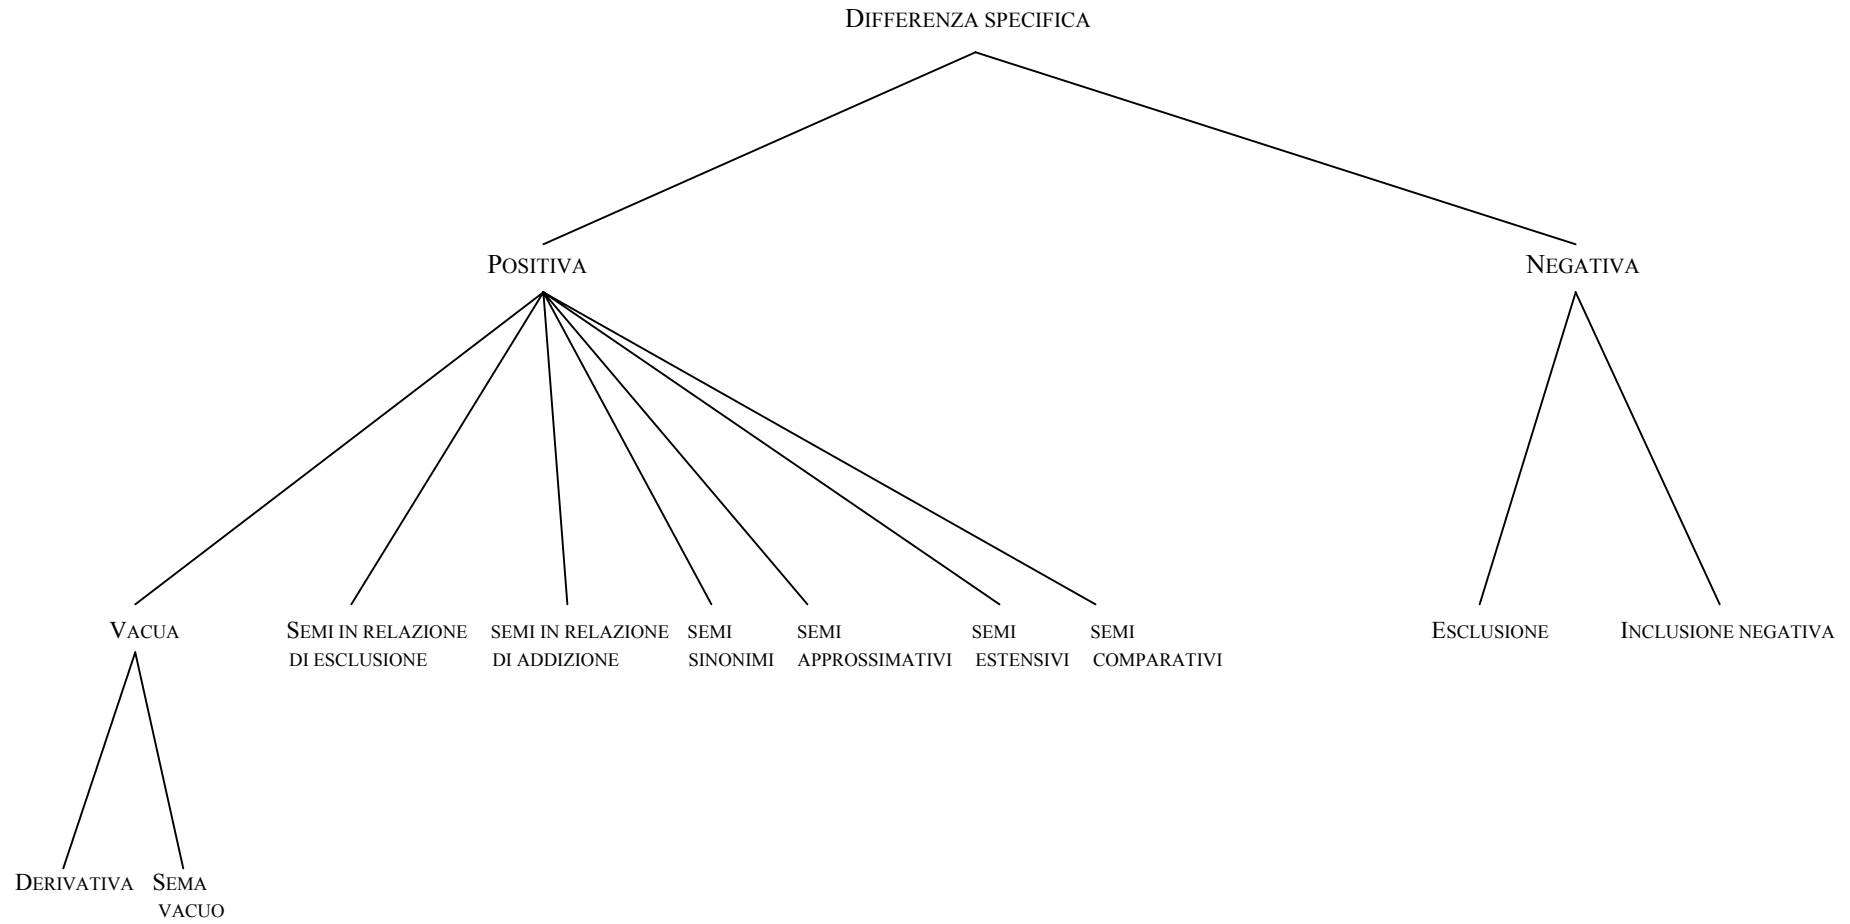 DIFFERENZA SPECIFICA
POSITIVA
NEGATIVA
VACUA
SEMI IN RELAZIONE
DI ESCLUSIONE
SEMI IN RELAZIONE
DI ADDIZIONE
SEMI
SINONIMI
SEMI
APPROSSIMATIVI
SEMI
ESTENSIVI
SEMI
COMPARATIVI
ESCLUSIONE
INCLUSIONE NEGATIVA
DERIVATIVA
SEMA
VACUO